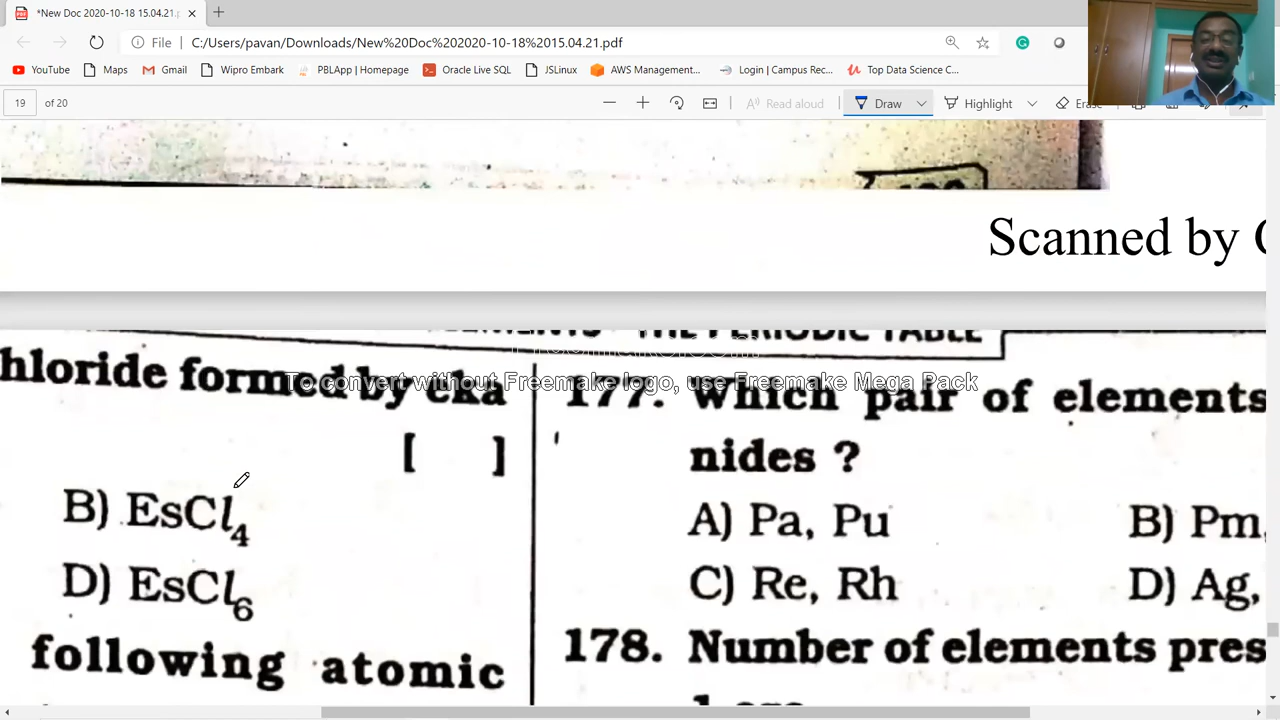 *New Doc 2020-10-18 15.04.21.p
File C:/Users/pavan/Downloads/New%20Doc%202020-10-18%2015.04.21.pdf
YouTube Maps Gmail Wipro Embark PBLApp | Homepage Oracle Live SQL JSLinux AWS Management... Login | Campus Rec... Top Data Science C...
19 of 20 Read aloud Draw Highlight Erase
Scanned by
THE PERIODIC TABLE
To convert without Freemake logo, use Freemake Mega Pack
hloride formed by eka
[ ]
B) EsCl4
D) EsCl6
following atomic
177. Which pair of elements
nides ?
A) Pa, Pu B) Pm,
C) Re, Rh D) Ag,
178. Number of elements pres